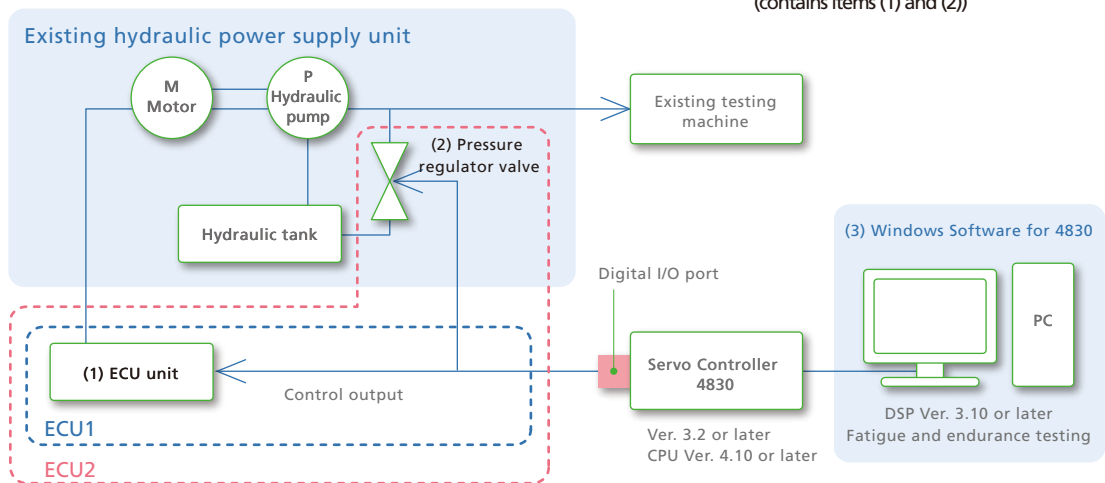 (contains items (1) and (2))
Existing hydraulic power supply unit
M
Motor
P
Hydraulic
pump
Existing testing
machine
(2) Pressure
regulator valve
Hydraulic tank
(3) Windows Software for 4830
Digital I/O port
PC
Servo Controller
4830
(1) ECU unit
Control output
DSP Ver. 3.10 or later
Fatigue and endurance testing
Ver. 3.2 or later
CPU Ver. 4.10 or later
ECU1
ECU2